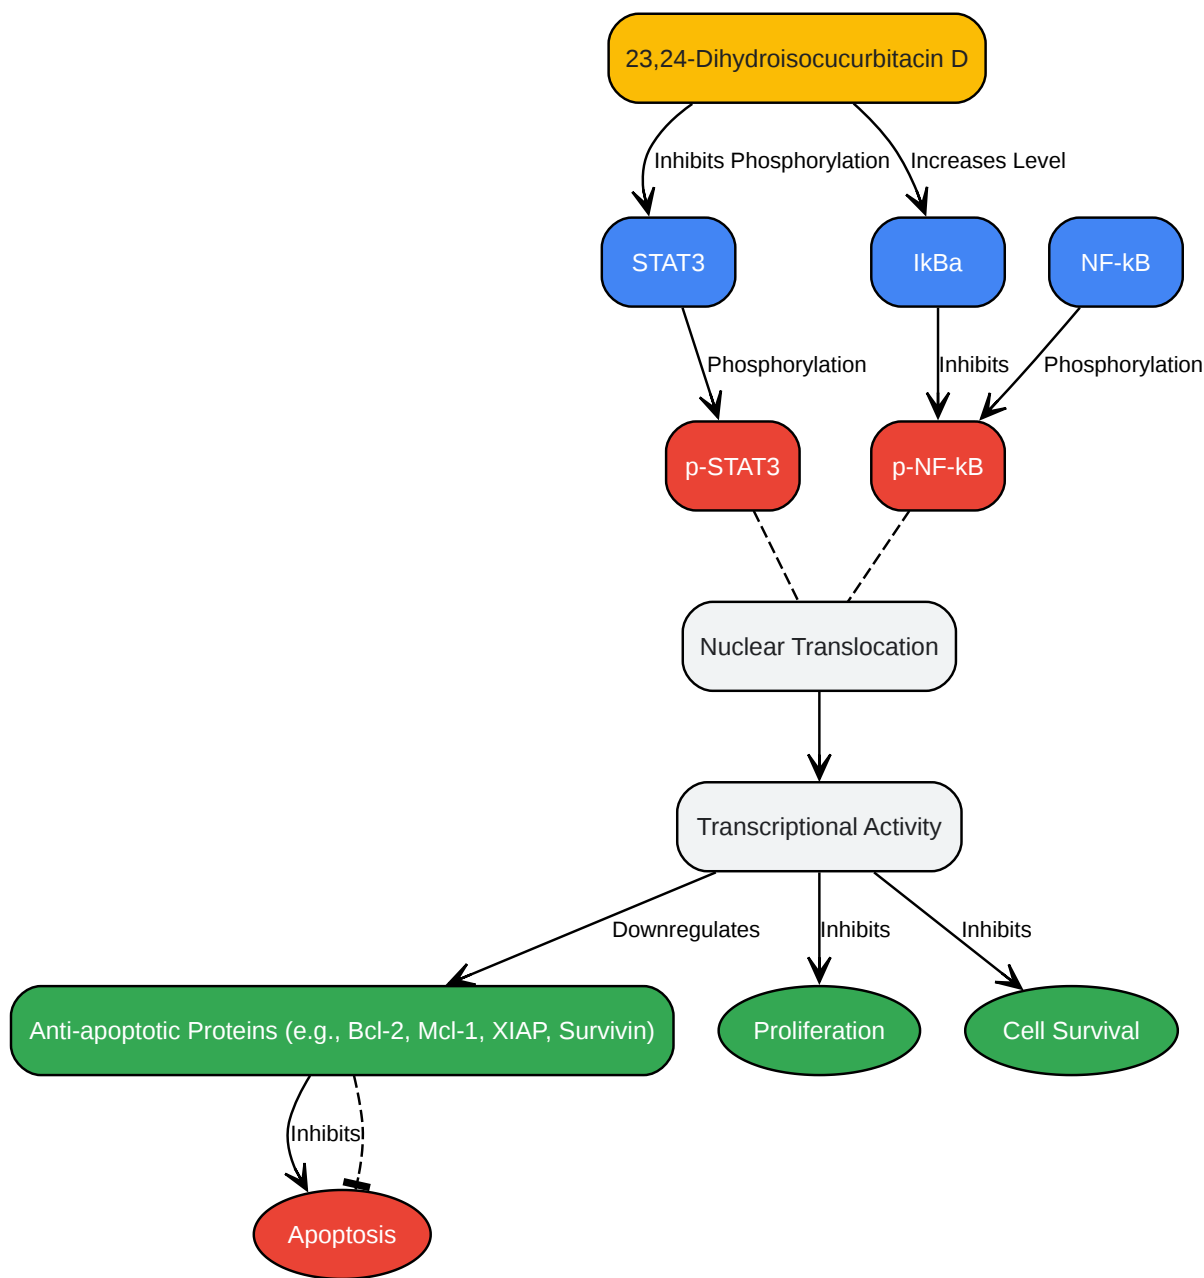 23,24-Dihydroisocucurbitacin D
Inhibits Phosphorylation
Increases Level
STAT3
IkBa
NF-kB
Phosphorylation
Inhibits
Phosphorylation
p-STAT3
p-NF-kB
Nuclear Translocation
Transcriptional Activity
Downregulates
Inhibits
Inhibits
Anti-apoptotic Proteins (e.g., Bcl-2, Mcl-1, XIAP, Survivin)
Proliferation
Cell Survival
Inhibits
Apoptosis